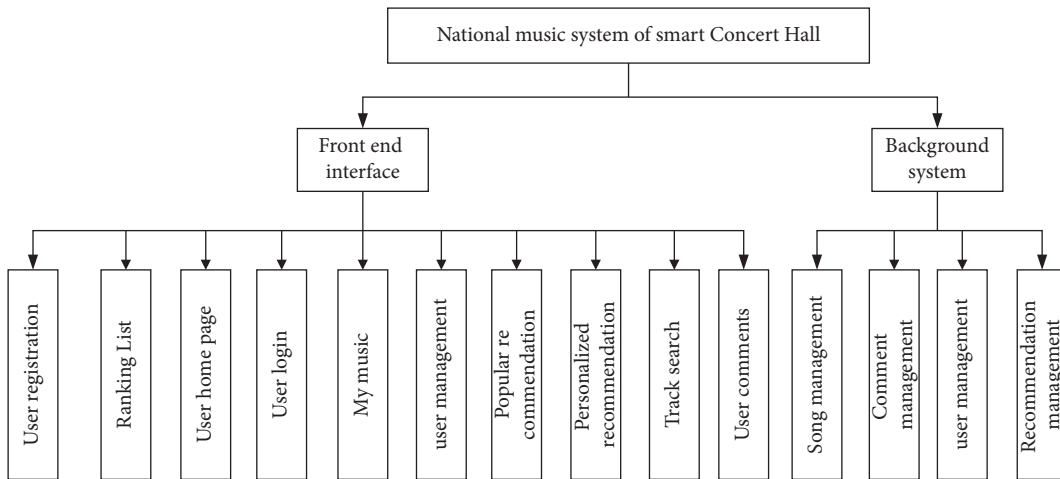 National music system of smart Concert Hall
Front end
interface
Background
system
User registration
Ranking List
User home page
User login
My music
user management
Popular re
commendation
Personalized
recommendation
Track search
User comments
Song management
Comment
management
user management
Recommendation
management